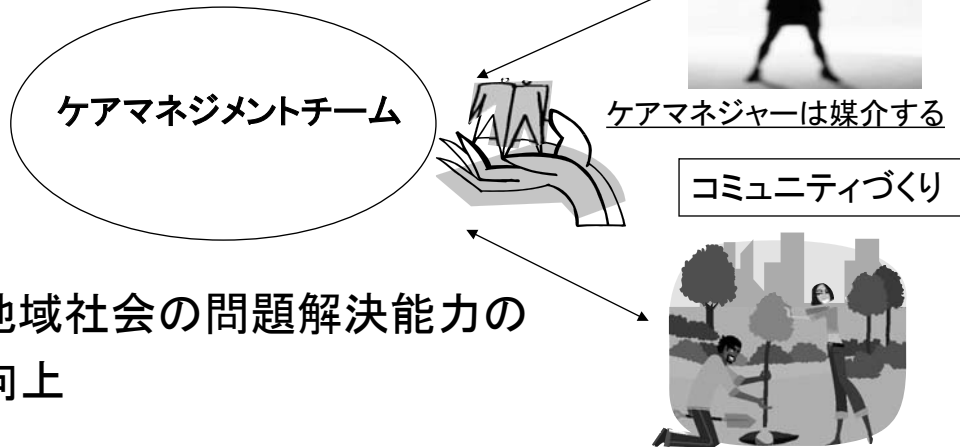 ケアマネジメントチーム
ケアマネジャーは媒介する
コミュニティづくり
地域社会の問題解決能力の
向上